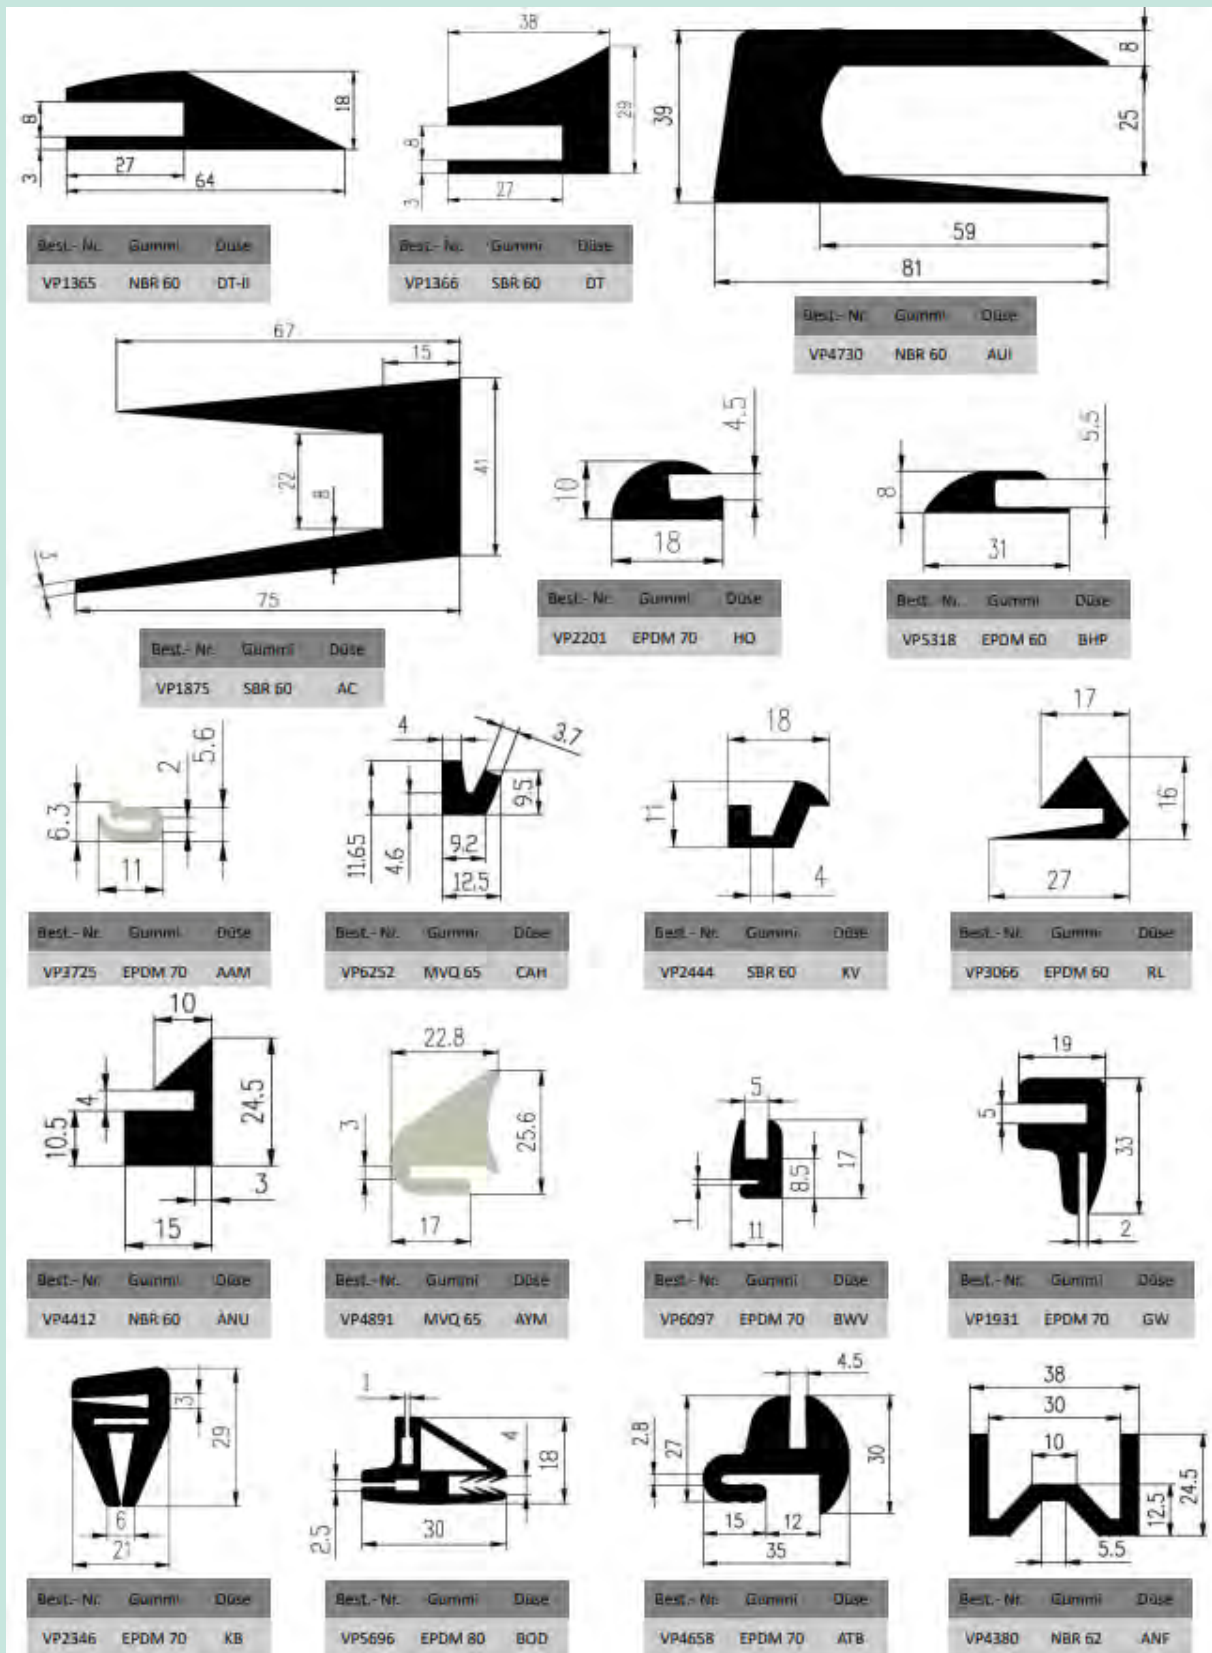 38
8
18
8
3
27
64
29
8
3
27
39
25
59
81
Best.- Nr. Gummi Düse
VP1365 NBR 60 DT-II
Best.- Nr. Gummi Düse
VP1366 SBR 60 DT
Best.- Nr. Gummi Düse
VP4730 NBR 60 AUI
67
15
22
8
41
75
4.5
10
18
5.5
8
31
Best.- Nr. Gummi Düse
VP2201 EPDM 70 HO
Best.- Nr. Gummi Düse
VP5318 EPDM 60 BHP
Best.- Nr. Gummi Düse
VP1875 SBR 60 AC
5.6
2
6.3
11
4
3.7
11.65
4.6
9.5
9.2
12.5
18
11
4
17
16
27
Best.- Nr. Gummi Düse
VP3725 EPDM 70 AAM
Best.- Nr. Gummi Düse
VP6252 MVQ 65 CAH
Best.- Nr. Gummi Düse
VP2444 SBR 60 KV
Best.- Nr. Gummi Düse
VP3066 EPDM 60 RL
10
4
10.5
24.5
3
15
22.8
3
25.6
17
5
1
8.5
17
11
19
5
33
2
Best.- Nr. Gummi Düse
VP4412 NBR 60 ANU
Best.- Nr. Gummi Düse
VP4891 MVQ 65 AYM
Best.- Nr. Gummi Düse
VP6097 EPDM 70 BWV
Best.- Nr. Gummi Düse
VP1931 EPDM 70 GW
3
29
6
21
1
4
18
2.5
30
4.5
2.8
27
30
15 12
35
38
30
10
12.5
24.5
5.5
Best.- Nr. Gummi Düse
VP2346 EPDM 70 KB
Best.- Nr. Gummi Düse
VP5696 EPDM 80 BOD
Best.- Nr. Gummi Düse
VP4658 EPDM 70 ATB
Best.- Nr. Gummi Düse
VP4380 NBR 62 ANF